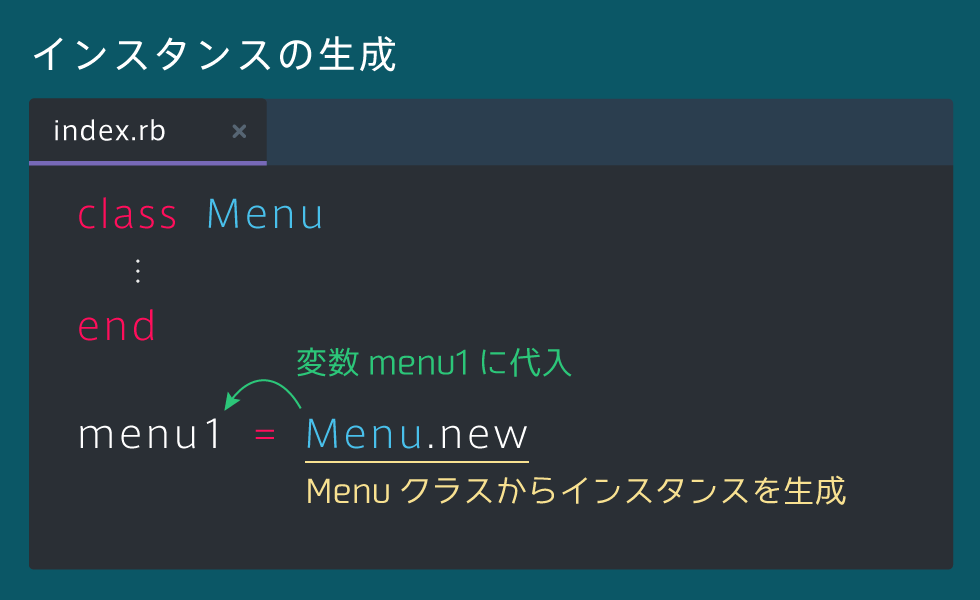 インスタンスの生成
index.rb ×
class Menu
⋮
end
変数 menu1 に代入
menu1 = Menu.new
Menu クラスからインスタンスを生成